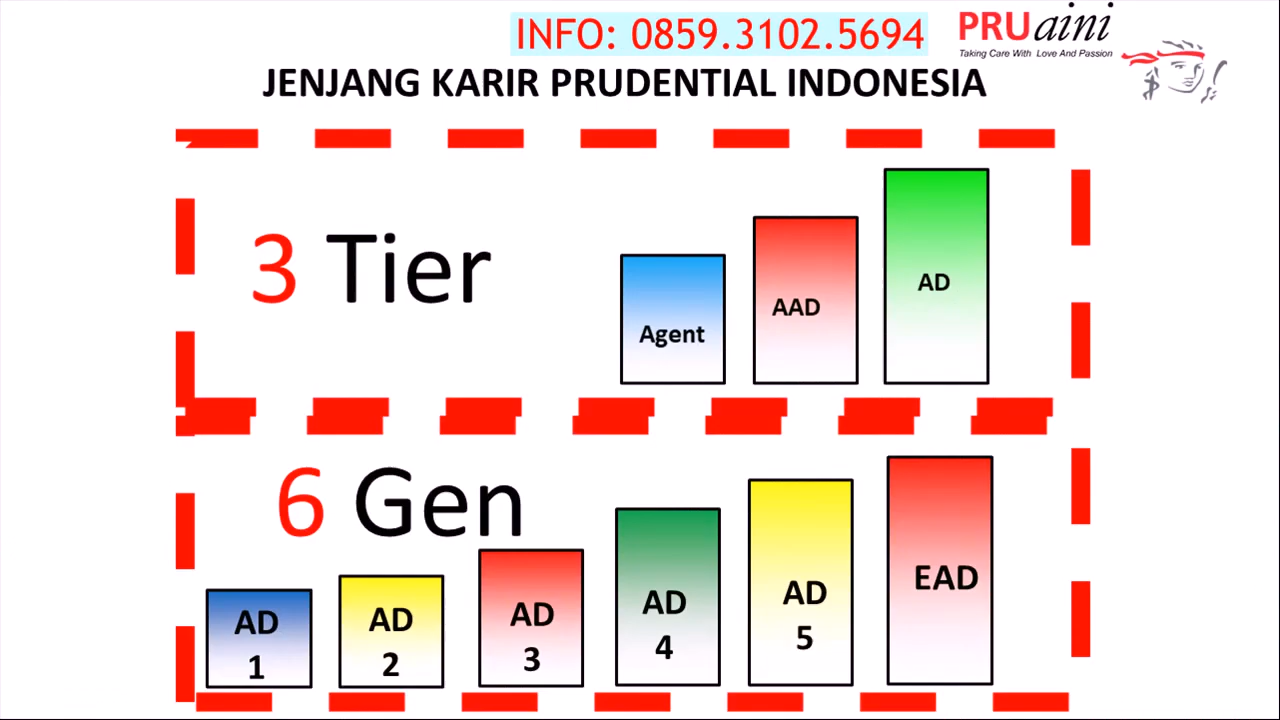 INFO: 0859.3102.5694
PRUaini
Taking Care With Love And Passion
JENJANG KARIR PRUDENTIAL INDONESIA
3 Tier
Agent
AAD
AD
6 Gen
AD
1
AD
2
AD
3
AD
4
AD
5
EAD